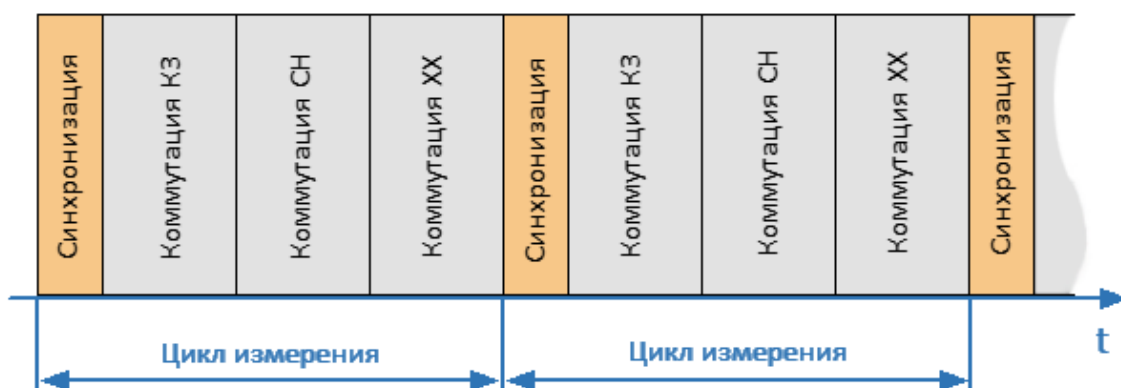 Синхронизация
Коммутация КЗ
Коммутация СН
Коммутация ХХ
Синхронизация
Коммутация КЗ
Коммутация СН
Коммутация ХХ
Синхронизация
t
Цикл измерения
Цикл измерения